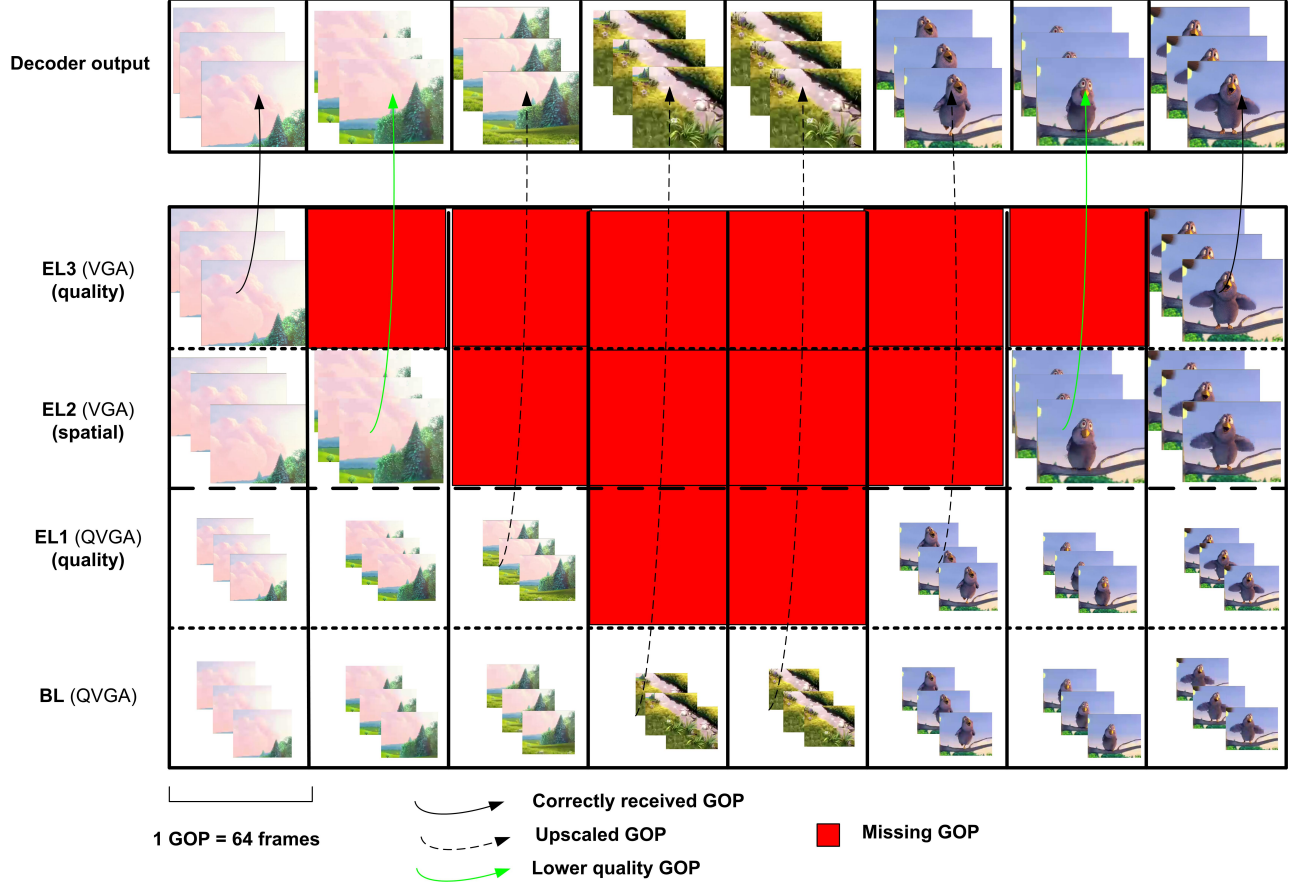 Decoder output
EL3 (VGA)
(quality)
EL2 (VGA)
(spatial)
EL1 (QVGA)
(quality)
BL (QVGA)
1 GOP = 64 frames
Correctly received GOP
Upscaled GOP
Lower quality GOP
Missing GOP